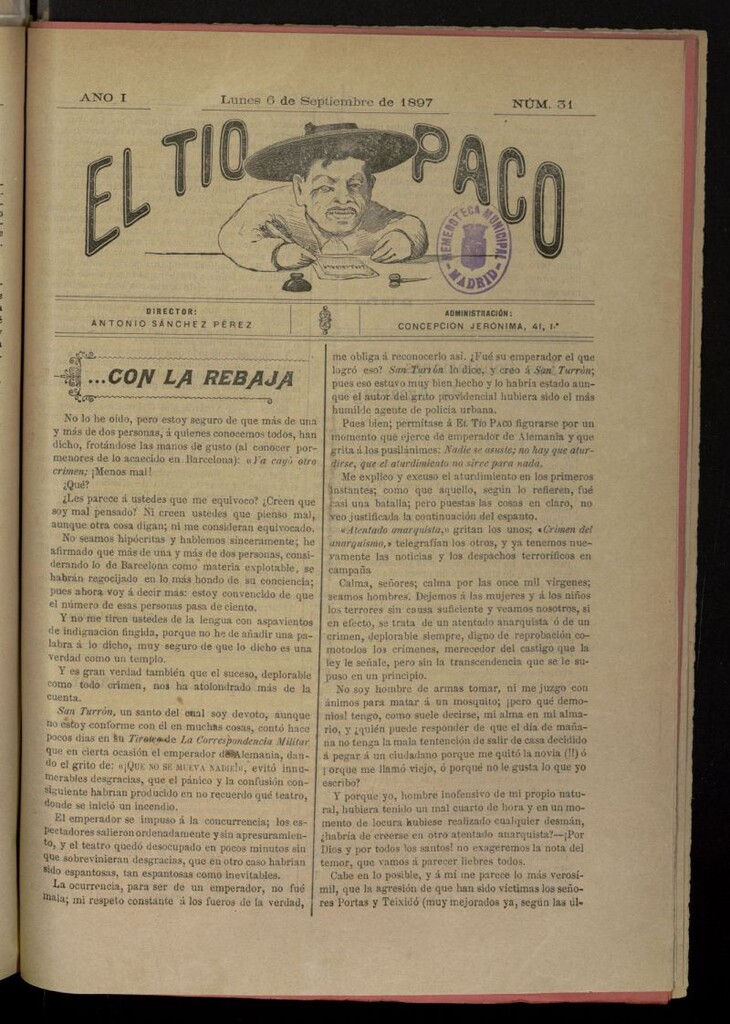 AÑO I
Lunes 6 de Septiembre de 1897
NÚM. 31
EL TIO PACO
HEMEROTECA MUNICIPAL
MADRID
DIRECTOR:
ANTONIO SÁNCHEZ PÉREZ
ADMINISTRACIÓN:
CONCEPCIÓN JERÓNIMA, 41, 1.º
...CON LA REBAJA
No lo he oído, pero estoy seguro de que más de una
y más de dos personas, á quienes conocemos todos, han
dicho, frotándose las manos de gusto (al conocer por-
menores de lo acaecido en Barcelona): «Ya cayó otro
crimen; ¡Menos mal!
¿Qué?
¿Les parece á ustedes que me equivoco? ¿Creen que
soy mal pensado? Ni creen ustedes que pienso mal,
aunque otra cosa digan; ni me consideran equivocado.
No seamos hipócritas y hablemos sinceramente; he
afirmado que más de una y más de dos personas, consi-
derando lo de Barcelona como materia explotable, se
habrán regocijado en lo más hondo de su conciencia;
pues ahora voy á decir más: estoy convencido de que
el número de esas personas pasa de ciento.
Y no me tiren ustedes de la lengua con aspavientos
de indignación fingida, porque no he de añadir una pa-
labra á lo dicho, muy seguro de que lo dicho es una
verdad como un templo.
Y es gran verdad también que el suceso, deplorable
como todo crimen, nos ha atolondrado más de la
cuenta.
San Turrón, un santo del cual soy devoto, aunque
no estoy conforme con él en muchas cosas, contó hace
pocos días en su Tiroteo de La Correspondencia Militar
que en cierta ocasión el emperador de Alemania, dan-
do el grito de: «¡QUE NO SE MUEVA NADIE!», evitó innu-
merables desgracias, que el pánico y la confusión con-
siguiente habrían producido en no recuerdo qué teatro,
donde se inició un incendio.
El emperador se impuso á la concurrencia; los es-
pectadores salieron ordenadamente y sin apresuramien-
to, y el teatro quedó desocupado en pocos minutos sin
que sobrevinieran desgracias, que en otro caso habrían
sido espantosas, tan espantosas como inevitables.
La ocurrencia, para ser de un emperador, no fué
mala; mi respeto constante á los fueros de la verdad,
me obliga á reconocerlo así. ¿Fué su emperador el que
logró eso? San Turrón lo dice, y creo á San Turrón;
pues eso estuvo muy bien hecho y lo habría estado aun-
que el autor del grito providencial hubiera sido el más
humilde agente de policía urbana.
Pues bien; permítase á EL TÍO PACO figurarse por un
momento que ejerce de emperador de Alemania y que
grita á los pusilánimes: Nadie se asuste; no hay que atur-
dirse, que el aturdimiento no sirve para nada.
Me explico y excuso el aturdimiento en los primeros
instantes; como que aquello, según lo refieren, fué
casi una batalla; pero puestas las cosas en claro, no
veo justificada la continuación del espanto.
«Atentado anarquista,» gritan los unos; «Crimen del
anarquismo,» telegrafían los otros, y ya tenemos nue-
vamente las noticias y los despachos terroríficos en
campaña
Calma, señores; calma por las once mil vírgenes;
seamos hombres. Dejemos á las mujeres y á los niños
los terrores sin causa suficiente y veamos nosotros, si
en efecto, se trata de un atentado anarquista ó de un
crimen, deplorable siempre, digno de reprobación co-
motodos los crímenes, merecedor del castigo que la
ley le señale, pero sin la transcendencia que se le su-
puso en un principio.
No soy hombre de armas tomar, ni me juzgo con
ánimos para matar á un mosquito; ¡pero qué demo-
nios! tengo, como suele decirse, mi alma en mi alma-
rio, y ¿quién puede responder de que el día de maña-
na no tenga la mala tentención de salir de casa decidido
á pegar á un ciudadano porque me quitó la novia (!!) ó
porque me llamó viejo, ó porqué no le gusta lo que yo
escribo?
Y porque yo, hombre inofensivo de mi propio natu-
ral, hubiera tenido un mal cuarto de hora y en un mo-
mento de locura hubiese realizado cualquier desmán,
¿habría de creerse en otro atentado anarquista?—¡Por
Dios y por todos los santos! no exageremos la nota del
temor, que vamos á parecer liebres todos.
Cabe en lo posible, y á mí me parece lo más verosí-
mil, que la agresión de que han sido víctimas los seño-
res Portas y Teixidó (muy mejorados ya, según las úl-